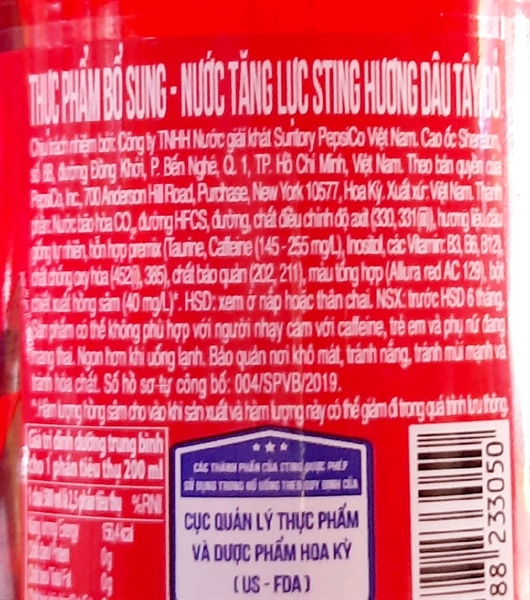 THỰC PHẨM BỔ SUNG - NƯỚC TĂNG LỰC STING HƯƠNG DÂU TÂY ĐỎ
Chịu trách nhiệm bởi: Công ty TNHH Nước giải khát Suntory PepsiCo Việt Nam. Cao ốc Sheraton,
số 88, đường Đồng Khởi, P. Bến Nghé, Q. 1, TP. Hồ Chí Minh, Việt Nam. Theo bản quyền của
PepsiCo, Inc, 700 Anderson Hill Road, Purchase, New York 10577, Hoa Kỳ. Xuất xứ: Việt Nam. Thành
phần: Nước bão hòa CO2, đường HFCS, đường, chất điều chỉnh độ axit (330, 331(iii)), hương liệu dâu
giống tự nhiên, hỗn hợp premix (Taurine, Caffeine (145 - 255 mg/L), Inositol, các Vitamin: B3, B6, B12),
chất chống oxy hóa (452(i), 385), chất bảo quản (202, 211), màu tổng hợp (Allura red AC 129), bột
chiết xuất hồng sâm (40 mg/L)*. HSD: xem ở nắp hoặc thân chai. NSX: trước HSD 6 tháng.
Sản phẩm có thể không phù hợp với người nhạy cảm với caffeine, trẻ em và phụ nữ đang
mang thai. Ngon hơn khi uống lạnh. Bảo quản nơi khô mát, tránh nắng, tránh mùi mạnh và
tránh hóa chất. Số hồ sơ tự công bố: 004/SPVB/2019.
* Hàm lượng hồng sâm cho vào khi sản xuất và hàm lượng này có thể giảm đi trong quá trình lưu thông.
Giá trị dinh dưỡng trung bình
cho 1 phần tiêu thụ 200 ml
%RNI
0g
0g
CÁC THÀNH PHẦN CỦA STING ĐƯỢC PHÉP
SỬ DỤNG TRONG ĐỒ UỐNG THEO QUY ĐỊNH CỦA
CỤC QUẢN LÝ THỰC PHẨM
VÀ DƯỢC PHẨM HOA KỲ
(US - FDA)
88 233050